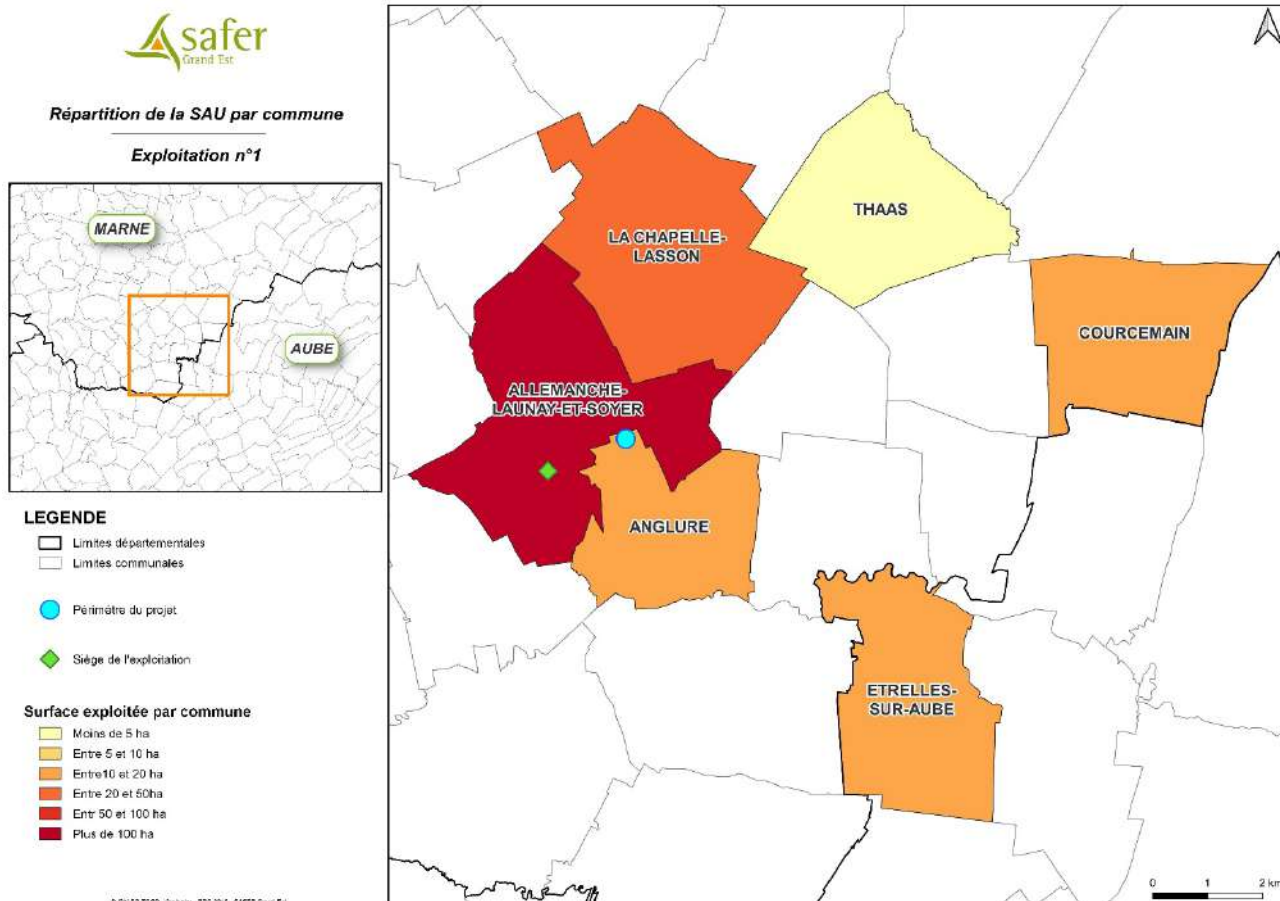 safer
Grand Est
Répartition de la SAU par commune
Exploitation n°1
MARNE
AUBE
LEGENDE
Limites départementales
Limites communales
Périmètre du projet
Siège de l'exploitation
Surface exploitée par commune
Moins de 5 ha
Entre 5 et 10 ha
Entre10 et 20 ha
Entre 20 et 50ha
Entr 50 et 100 ha
Plus de 100 ha
THAAS
LA CHAPELLE-
LASSON
COURCEMAIN
ALLEMANCHE-
LAUNAY-ET-SOYER
ANGLURE
ETRELLES-
SUR-AUBE
0 1 2 km